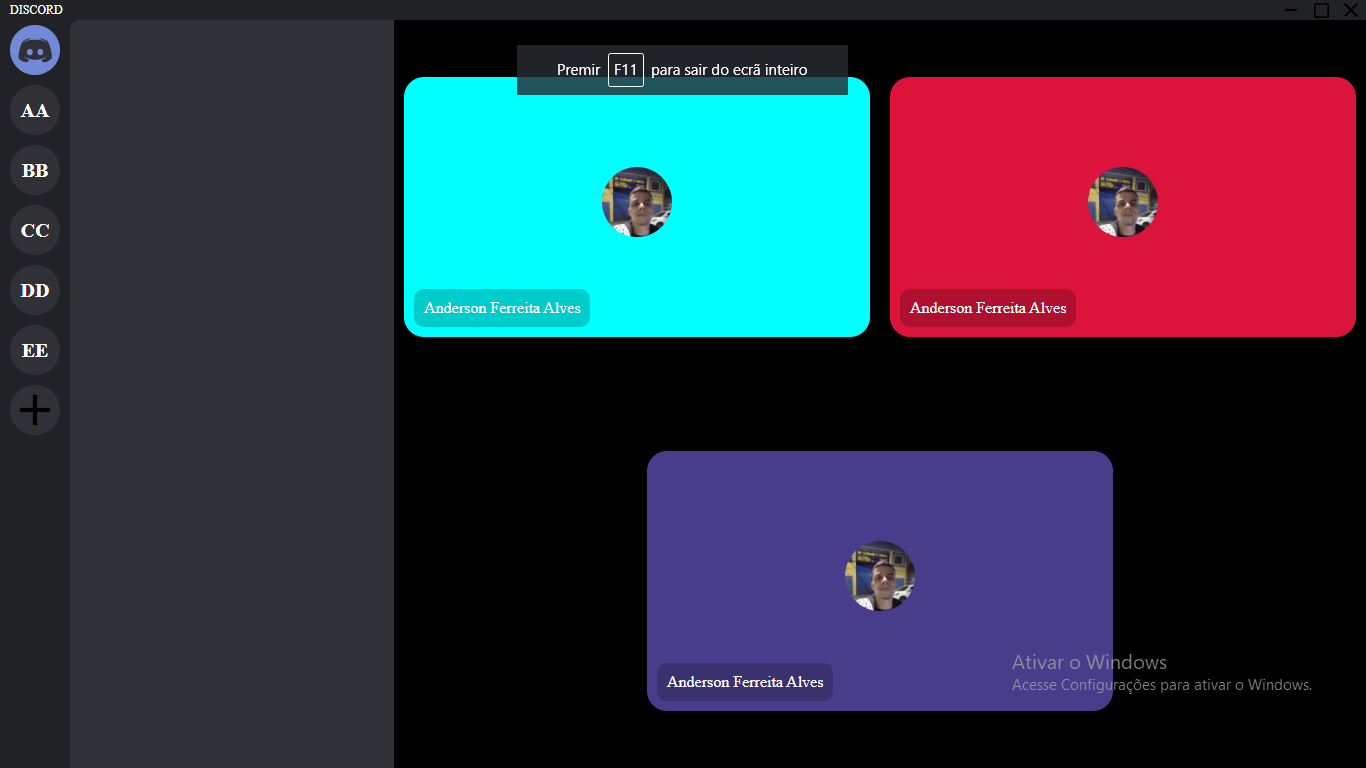 DISCORD
AA
BB
CC
DD
EE
Premir F11 para sair do ecrã inteiro
Anderson Ferreita Alves
Anderson Ferreita Alves
Anderson Ferreita Alves
Ativar o Windows
Acesse Configurações para ativar o Windows.